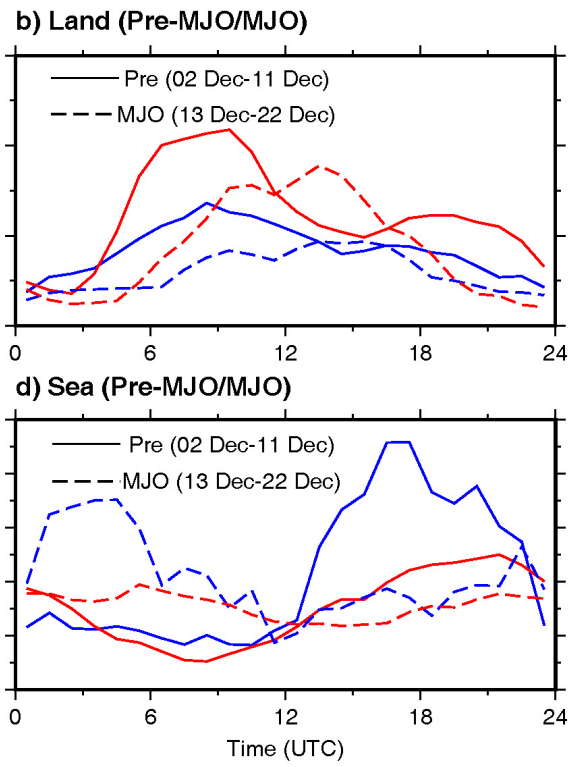 b) Land (Pre-MJO/MJO)
Pre (02 Dec-11 Dec)
MJO (13 Dec-22 Dec)
0 6 12 18 24
d) Sea (Pre-MJO/MJO)
Pre (02 Dec-11 Dec)
MJO (13 Dec-22 Dec)
0 6 12 18 24
Time (UTC)